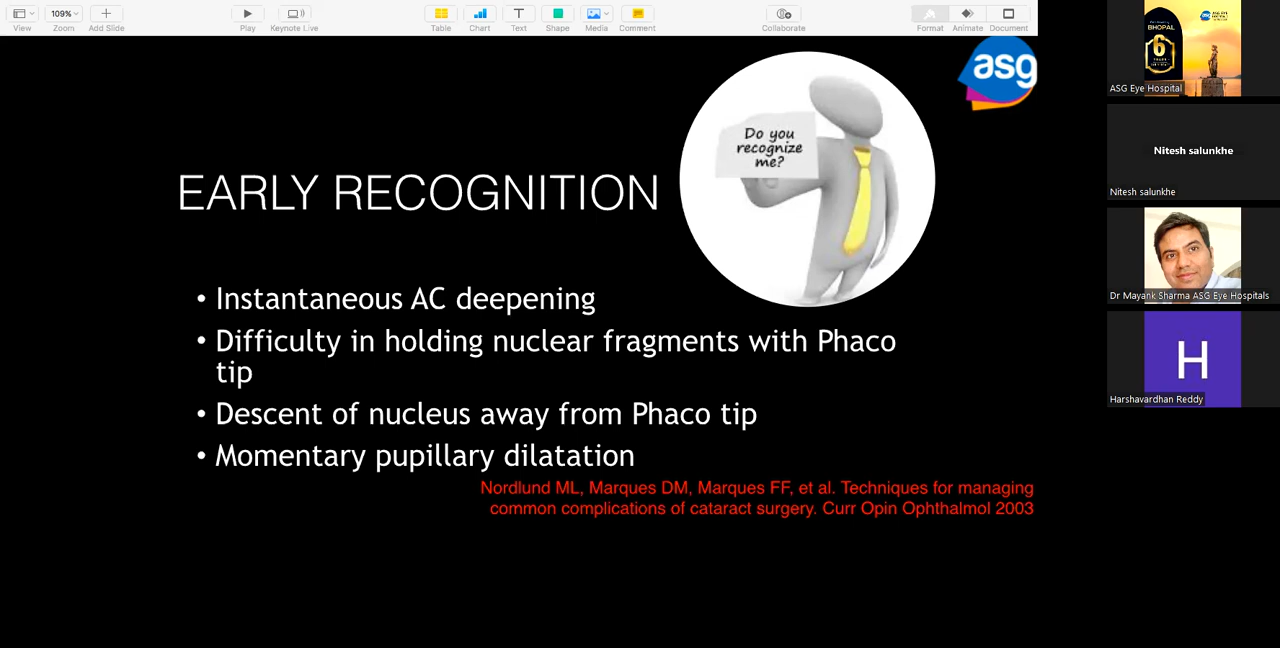 109%
View
Zoom
Add Slide
Play
Keynote Live
Table
Chart
Text
Shape
Media
Comment
Collaborate
Format
Animate
Document
asg
Do you
recognize
me?
EARLY RECOGNITION
• Instantaneous AC deepening
• Difficulty in holding nuclear fragments with Phaco
tip
• Descent of nucleus away from Phaco tip
• Momentary pupillary dilatation
Nordlund ML, Marques DM, Marques FF, et al. Techniques for managing
common complications of cataract surgery. Curr Opin Ophthalmol 2003
BHOPAL
6
ASG EYE
ASG Eye Hospital
Nitesh salunkhe
Nitesh salunkhe
Dr Mayank Sharma ASG Eye Hospitals
H
Harshavardhan Reddy